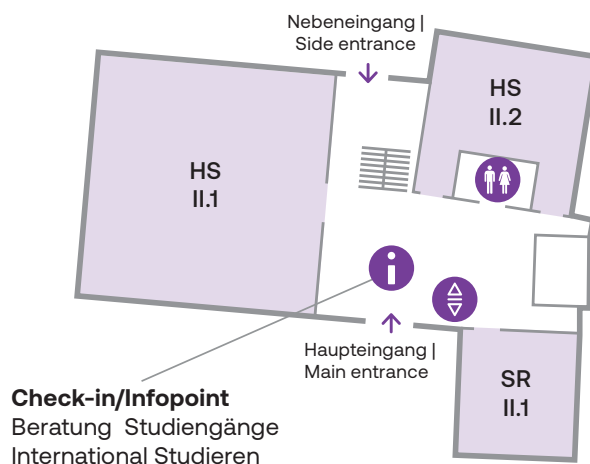 Nebeneingang |
Side entrance
HS
II.2
HS
II.1
Haupteingang |
Main entrance
SR
II.1
Check-in/Infopoint
Beratung Studiengänge
International Studieren